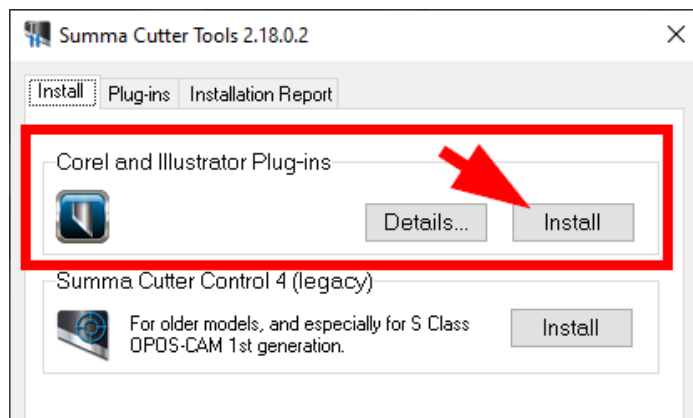 Summa Cutter Tools 2.18.0.2
Install Plug-ins Installation Report
Corel and Illustrator Plug-ins
Details... Install
Summa Cutter Control 4 (legacy)
For older models, and especially for S Class
OPOS-CAM 1st generation.
Install